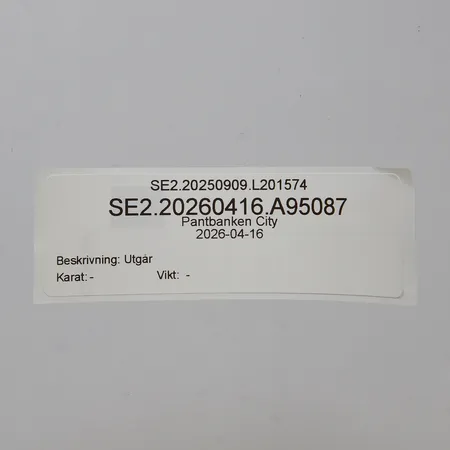 SE2.20250909.L201574
SE2.20260416.A95087
Pantbanken City
2026-04-16
Beskrivning: Utgår
Karat: - Vikt: -